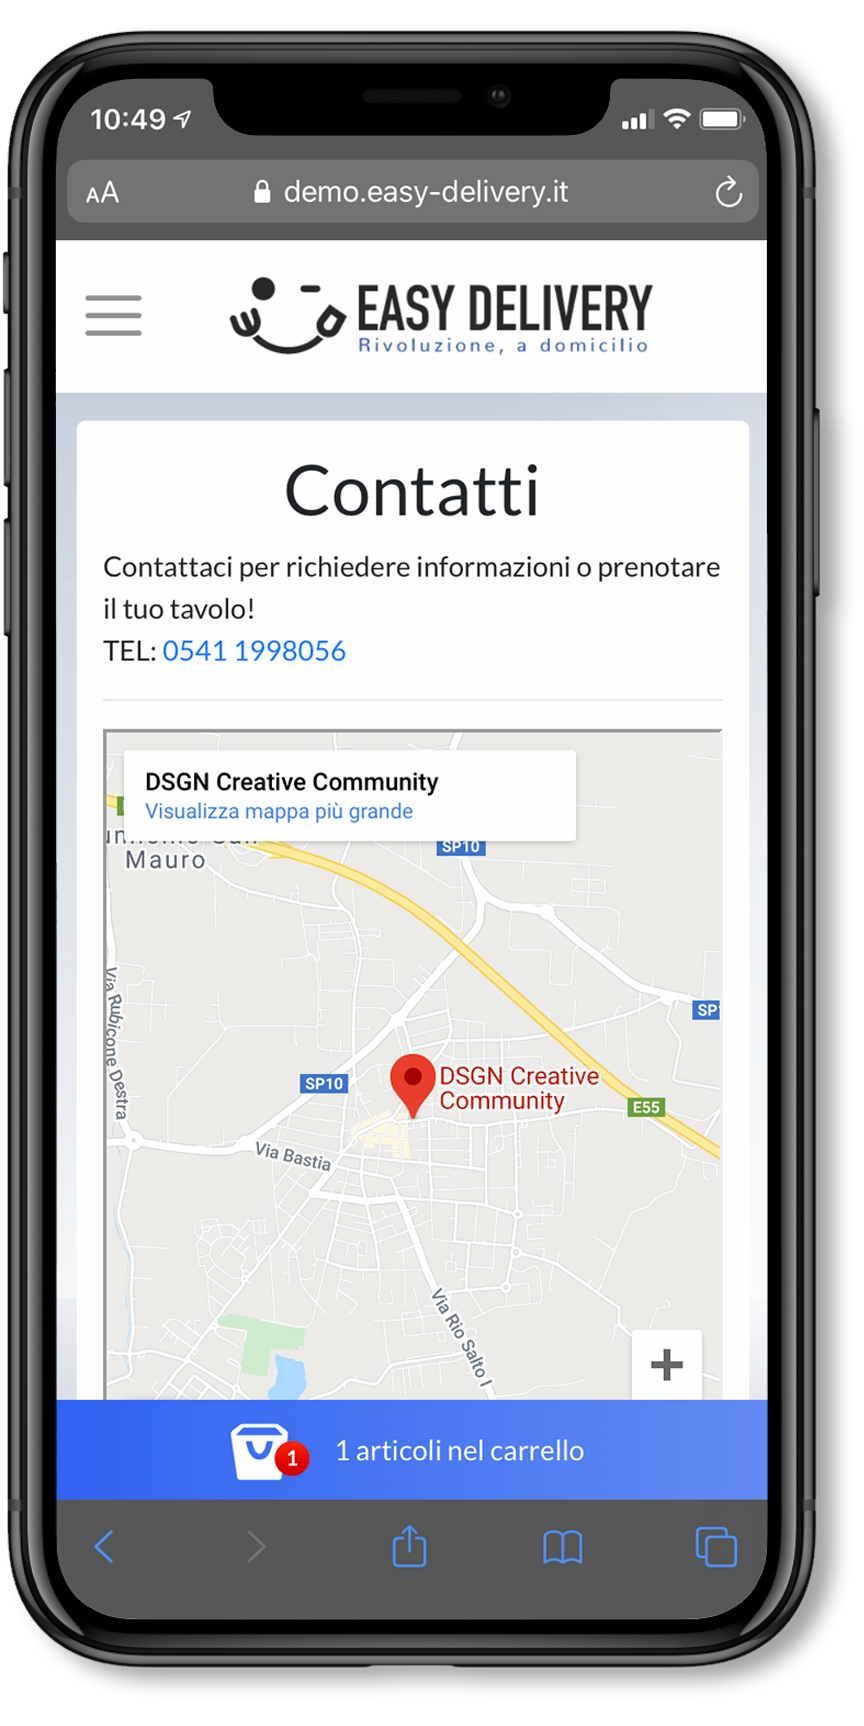 10:49
AA demo.easy-delivery.it
EASY DELIVERY
Rivoluzione, a domicilio
Contatti
Contattaci per richiedere informazioni o prenotare
il tuo tavolo!
TEL: 0541 1998056
DSGN Creative Community
Visualizza mappa più grande
SP10
Mauro
Via Rubicone Destra
SP
SP10
DSGN Creative
Community
E55
Via Bastia
Via Rio Salto I
1
1 articoli nel carrello